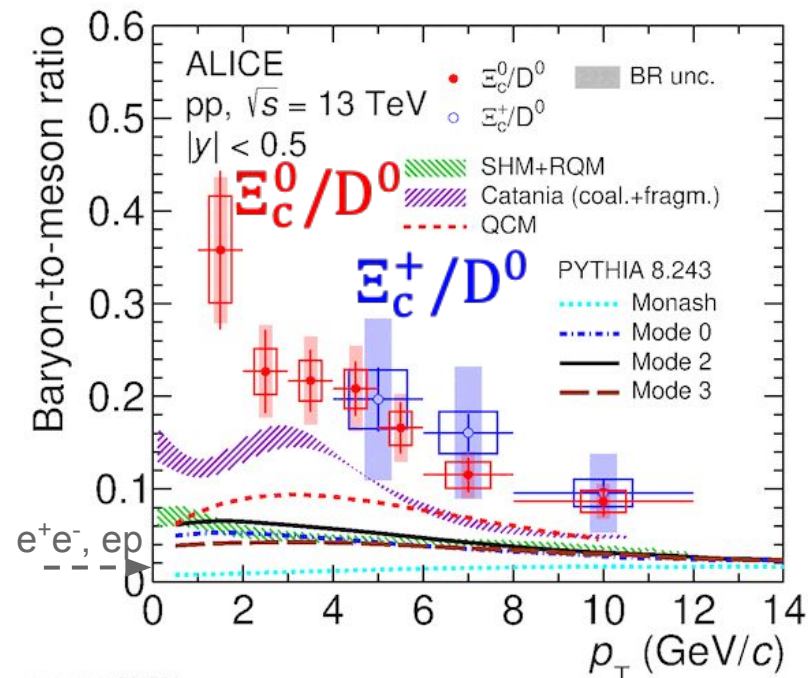 Baryon-to-meson ratio
0.6
0.5
0.4
0.3
0.2
0.1
0
ALICE
pp, √s = 13 TeV
|y| < 0.5
Ξc0/D0
Ξc+/D0
BR unc.
SHM+RQM
Catania (coal.+fragm.)
QCM
Ξc0/D0
Ξc+/D0
PYTHIA 8.243
Monash
Mode 0
Mode 2
Mode 3
e+e-, ep
0 2 4 6 8 10 12 14
pT (GeV/c)